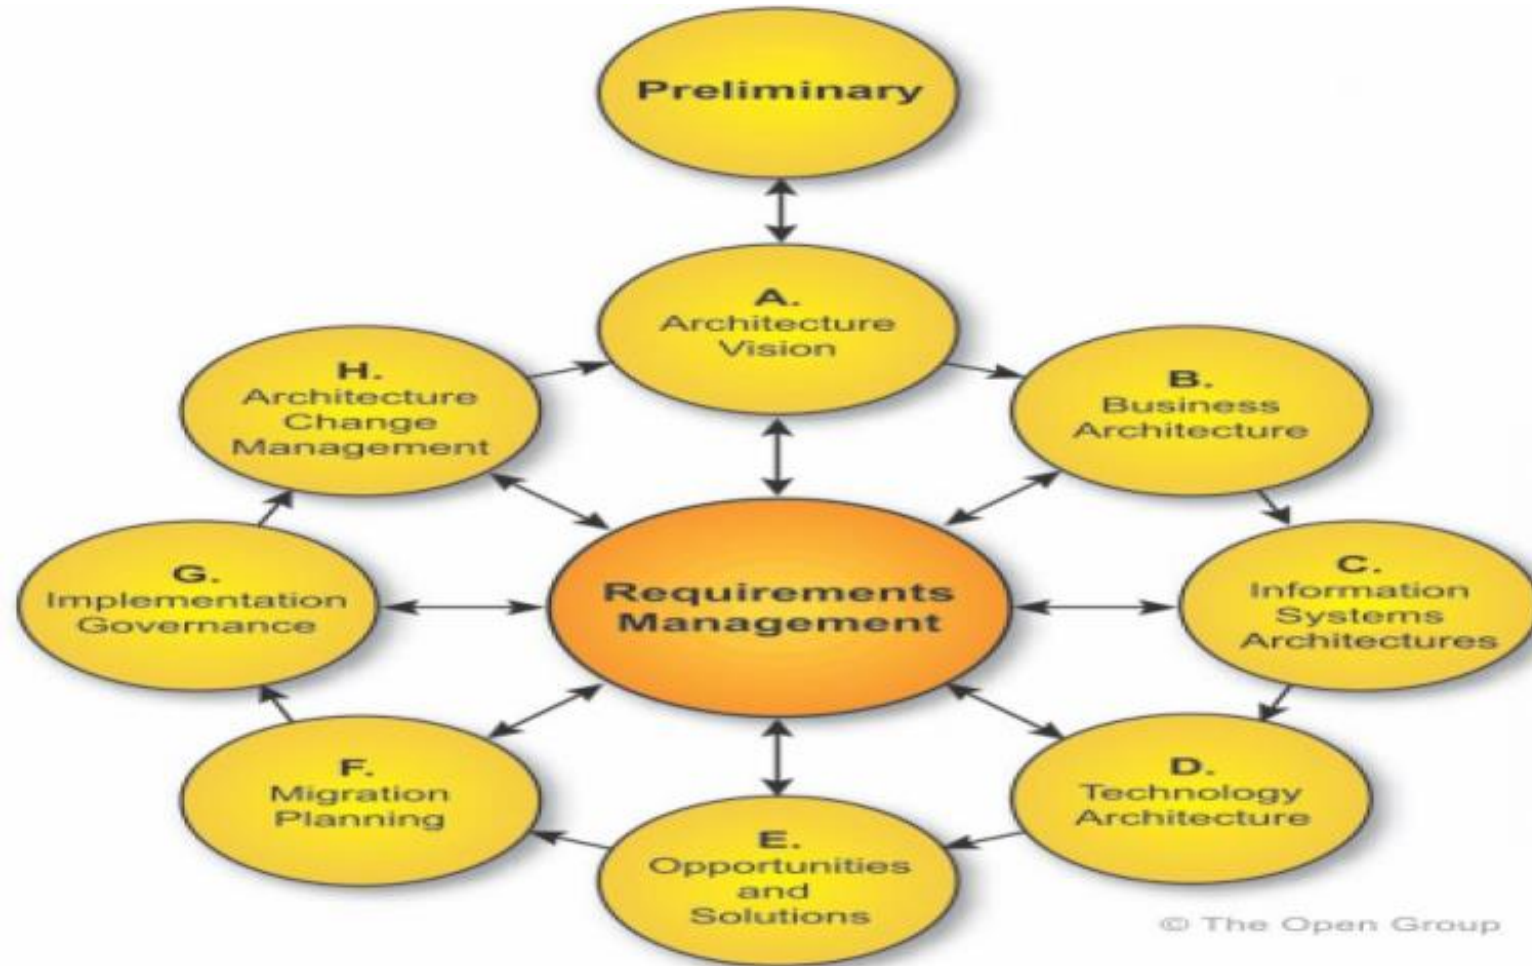 Preliminary
A.
Architecture
Vision
B.
Business
Architecture
C.
Information
Systems
Architectures
D.
Technology
Architecture
E.
Opportunities
and
Solutions
F.
Migration
Planning
G.
Implementation
Governance
H.
Architecture
Change
Management
Requirements
Management
© The Open Group